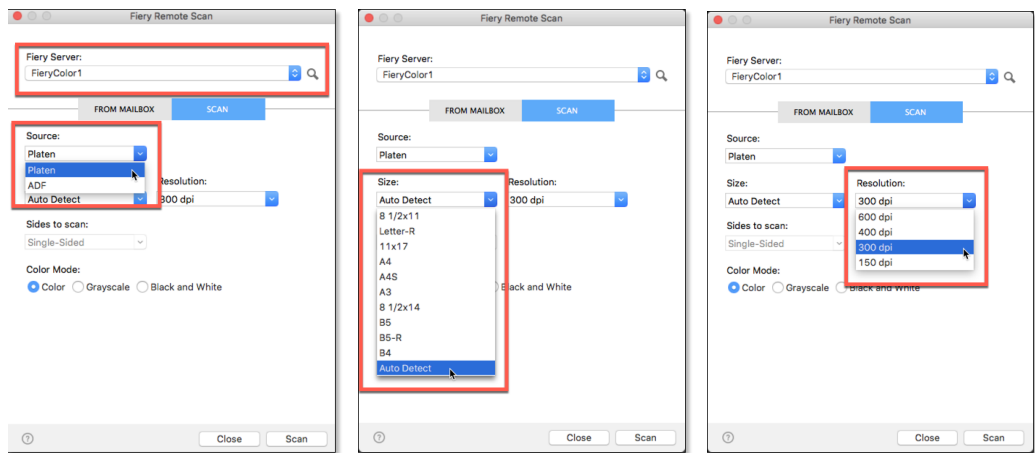 Fiery Remote Scan
Fiery Server:
FieryColor1
FROM MAILBOX SCAN
Source:
Platen
Platen
ADF
Resolution:
Auto Detect 300 dpi
Sides to scan:
Single-Sided
Color Mode:
Color Grayscale Black and White
? Close Scan
Fiery Remote Scan
Fiery Server:
FieryColor1
FROM MAILBOX SCAN
Source:
Platen
Size: Resolution:
Auto Detect 300 dpi
8 1/2x11
Letter-R
11x17
A4
A4S
A3
8 1/2x14
B5
B5-R
B4
Auto Detect
Black and White
? Close Scan
Fiery Remote Scan
Fiery Server:
FieryColor1
FROM MAILBOX SCAN
Source:
Platen
Size: Resolution:
Auto Detect 300 dpi
600 dpi
400 dpi
300 dpi
150 dpi
Sides to scan:
Single-Sided
Color Mode:
Color Grayscale Black and White
? Close Scan